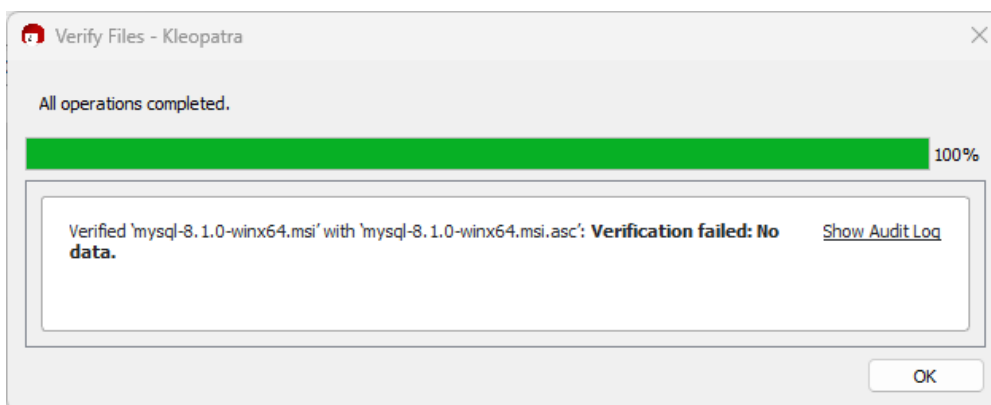 Verify Files - Kleopatra
All operations completed.
100%
Verified 'mysql-8.1.0-winx64.msi' with 'mysql-8.1.0-winx64.msi.asc': Verification failed: No
data.
Show Audit Log
OK